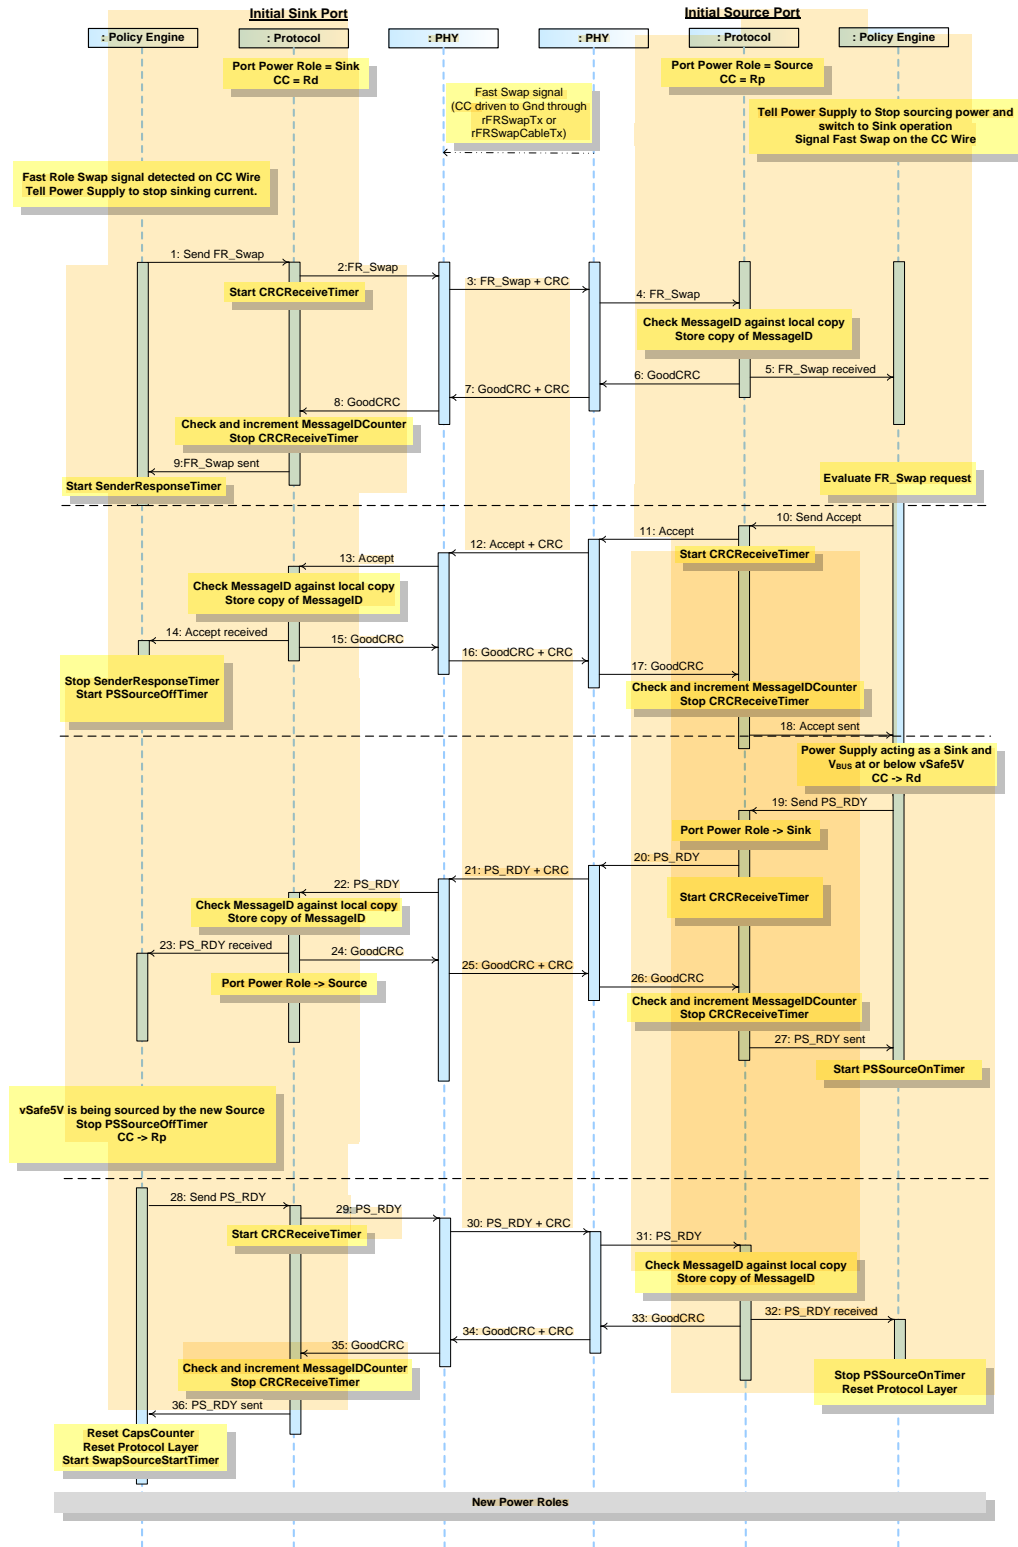 Initial Sink Port
Initial Source Port
: Policy Engine
: Protocol
: PHY
: PHY
: Protocol
: Policy Engine
Port Power Role = Sink
CC = Rd
Port Power Role = Source
CC = Rp
Fast Swap signal
(CC driven to Gnd through
rFRSwapTx or
rFRSwapCableTx)
Tell Power Supply to Stop sourcing power and
switch to Sink operation
Signal Fast Swap on the CC Wire
Fast Role Swap signal detected on CC Wire
Tell Power Supply to stop sinking current.
1: Send FR_Swap
2:FR_Swap
Start CRCReceiveTimer
3: FR_Swap + CRC
4: FR_Swap
Check MessageID against local copy
Store copy of MessageID
5: FR_Swap received
6: GoodCRC
7: GoodCRC + CRC
8: GoodCRC
Check and increment MessageIDCounter
Stop CRCReceiveTimer
9:FR_Swap sent
Start SenderResponseTimer
Evaluate FR_Swap request
10: Send Accept
11: Accept
Start CRCReceiveTimer
12: Accept + CRC
13: Accept
Check MessageID against local copy
Store copy of MessageID
14: Accept received
15: GoodCRC
16: GoodCRC + CRC
17: GoodCRC
Stop SenderResponseTimer
Start PSSourceOffTimer
Check and increment MessageIDCounter
Stop CRCReceiveTimer
18: Accept sent
Power Supply acting as a Sink and
VBUS at or below vSafe5V
CC -> Rd
19: Send PS_RDY
Port Power Role -> Sink
20: PS_RDY
21: PS_RDY + CRC
Start CRCReceiveTimer
22: PS_RDY
Check MessageID against local copy
Store copy of MessageID
23: PS_RDY received
24: GoodCRC
25: GoodCRC + CRC
26: GoodCRC
Port Power Role -> Source
Check and increment MessageIDCounter
Stop CRCReceiveTimer
27: PS_RDY sent
Start PSSourceOnTimer
vSafe5V is being sourced by the new Source
Stop PSSourceOffTimer
CC -> Rp
28: Send PS_RDY
29: PS_RDY
Start CRCReceiveTimer
30: PS_RDY + CRC
31: PS_RDY
Check MessageID against local copy
Store copy of MessageID
32: PS_RDY received
33: GoodCRC
34: GoodCRC + CRC
35: GoodCRC
Check and increment MessageIDCounter
Stop CRCReceiveTimer
Stop PSSourceOnTimer
Reset Protocol Layer
36: PS_RDY sent
Reset CapsCounter
Reset Protocol Layer
Start SwapSourceStartTimer
New Power Roles